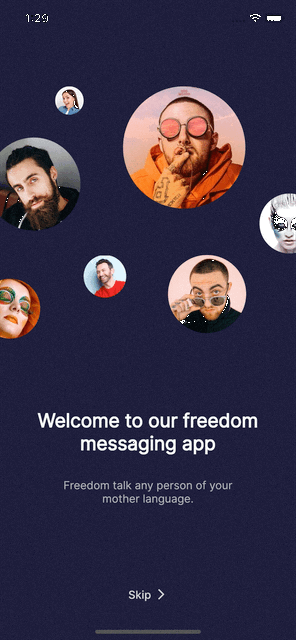 1:29
Welcome to our freedom
messaging app
Freedom talk any person of your
mother language.
Skip